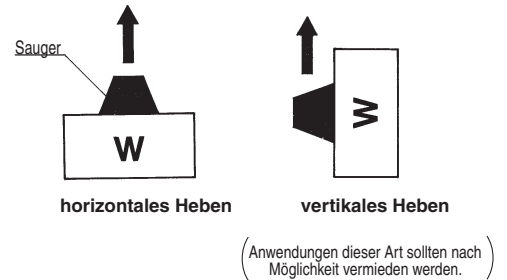 Sauger
W
W
horizontales Heben
vertikales Heben
(Anwendungen dieser Art sollten nach
Möglichkeit vermieden werden.)